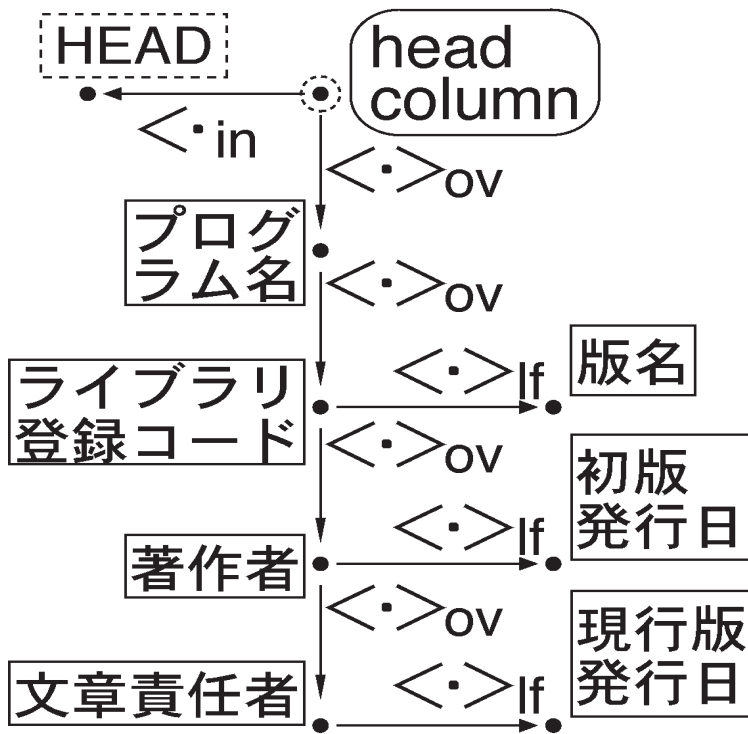 HEAD
head
column
<·in
<·>ov
プログ
ラム名
<·>ov
ライブラリ
登録コード
<·>lf
版名
<·>ov
初版
発行日
<·>lf
著作者
<·>ov
現行版
発行日
<·>lf
文章責任者